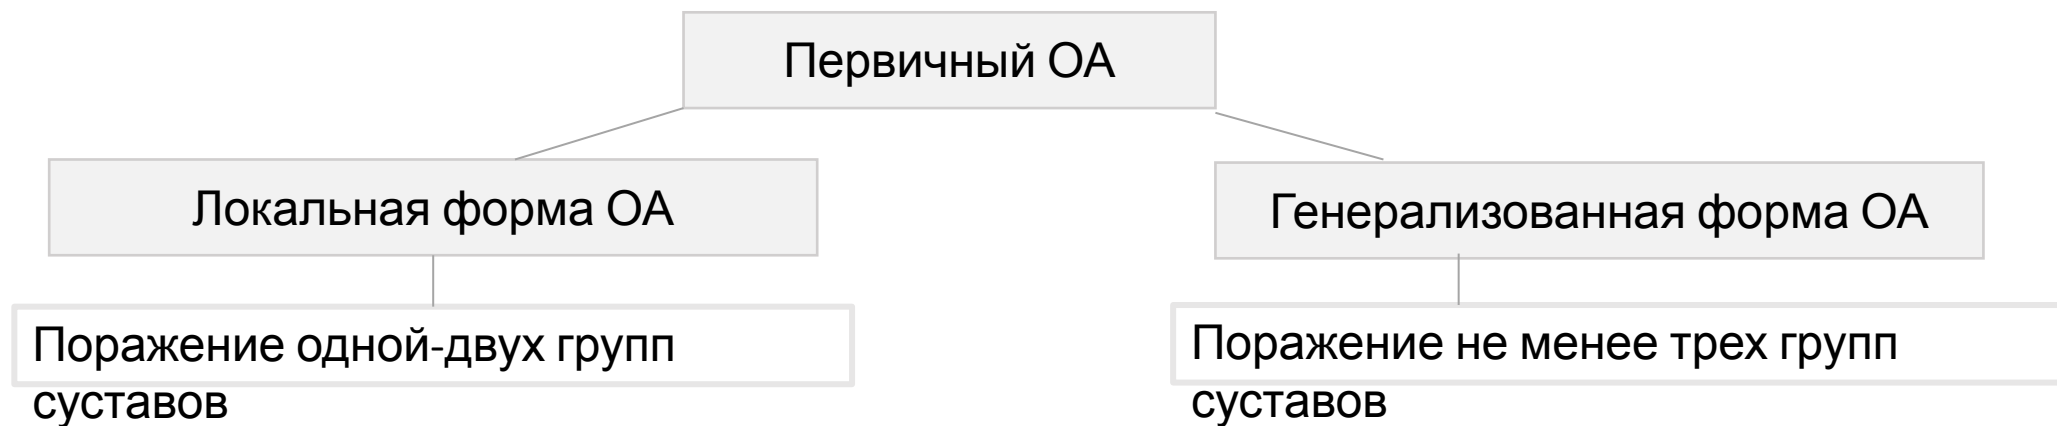 Первичный ОА
Локальная форма ОА
Генерализованная форма ОА
Поражение одной-двух групп
суставов
Поражение не менее трех групп
суставов